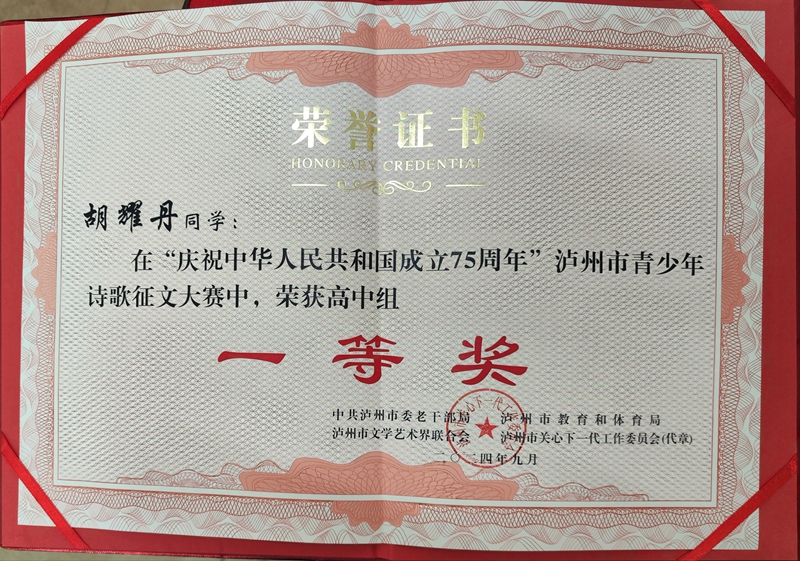 荣誉证书
HONORARY CREDENTIAL
胡耀丹同学：
在“庆祝中华人民共和国成立75周年”泸州市青少年
诗歌征文大赛中，荣获高中组
一等奖
中共泸州市委老干部局 泸州市教育和体育局
泸州市文学艺术界联合会 泸州市关心下一代工作委员会(代章)
二〇二四年九月